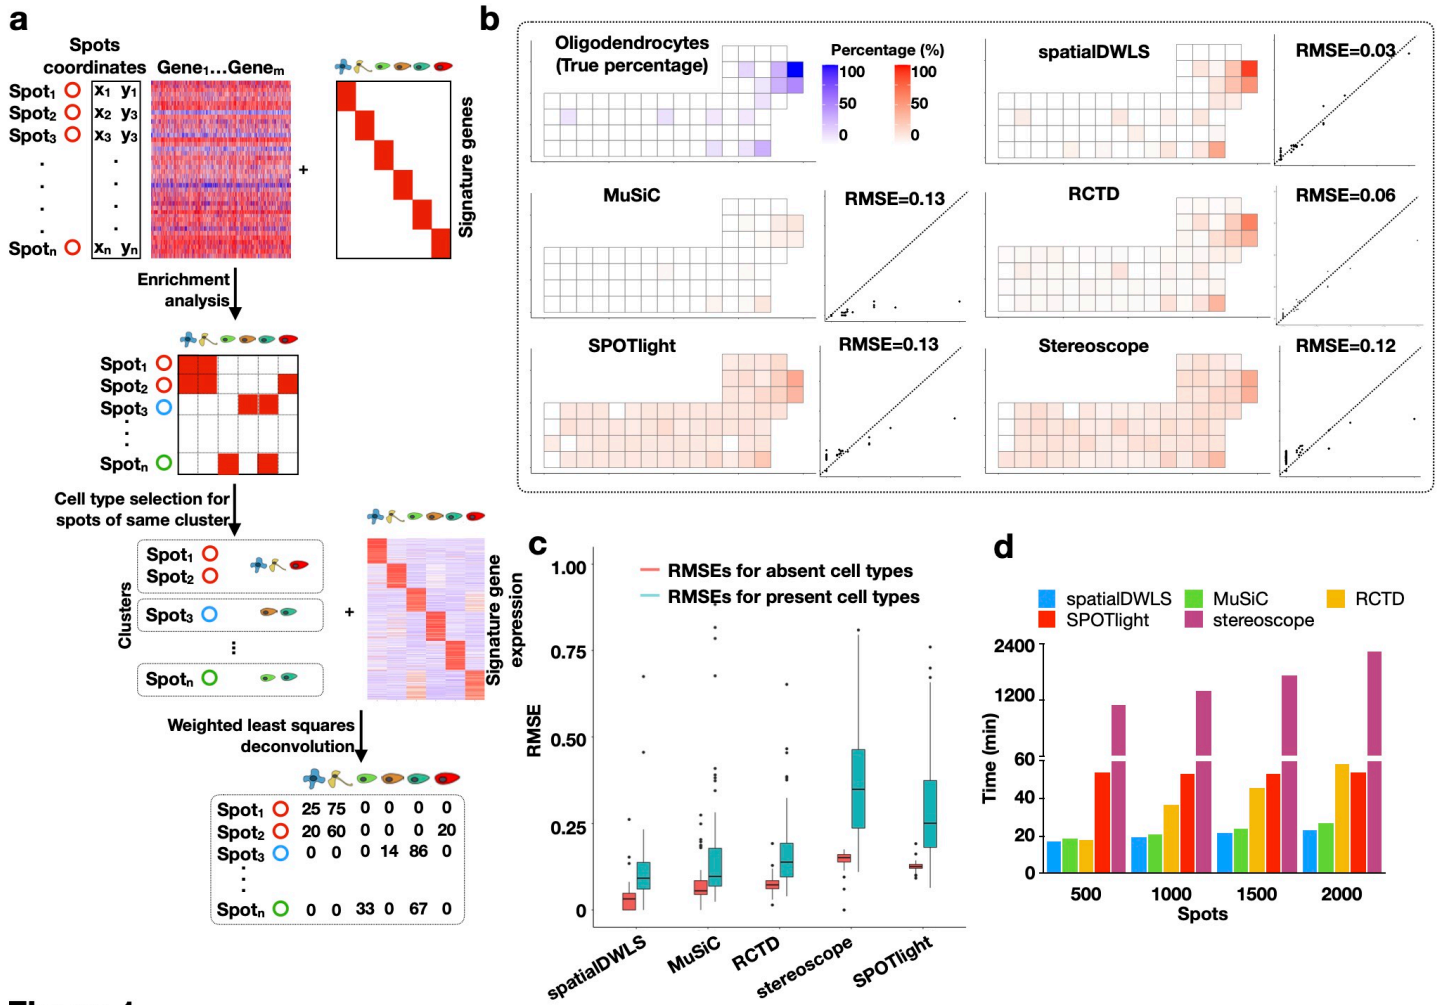 a
Spots
coordinates
Gene1...Genem
Spot1 x1 y1
Spot2 x2 y3
Spot3 x3 y3
Spotn xn yn
+
Signature genes
Enrichment
analysis
Spot1
Spot2
Spot3
Spotn
Cell type selection for
spots of same cluster
Clusters
Spot1
Spot2
Spot3
...
Spotn
+
Signature gene
expression
Weighted least squares
deconvolution
Spot1 25 75 0 0 0 0
Spot2 20 60 0 0 0 20
Spot3 0 0 0 14 86 0
Spotn 0 0 33 0 67 0
b
Oligodendrocytes
(True percentage)
Percentage (%)
100 100
50 50
0 0
spatialDWLS
RMSE=0.03
MuSiC
RMSE=0.13
RCTD
RMSE=0.06
SPOTlight
RMSE=0.13
Stereoscope
RMSE=0.12
c
RMSEs for absent cell types
RMSEs for present cell types
RMSE
1.00
0.75
0.50
0.25
0
spatialDWLS
MuSiC
RCTD
stereoscope
SPOTlight
d
spatialDWLS MuSiC RCTD
SPOTlight stereoscope
Time (min)
2400
1200
60
40
20
0
500 1000 1500 2000
Spots